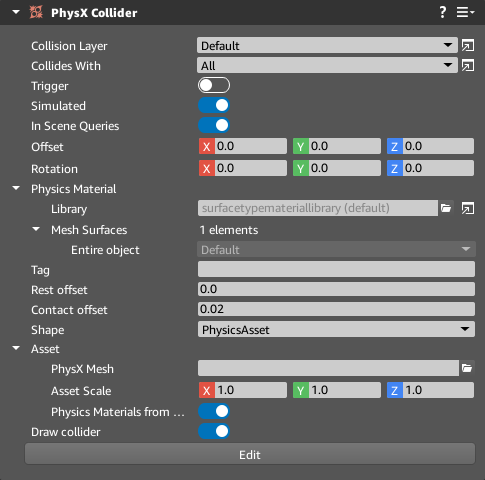 PhysX Collider ?
Collision Layer Default
Collides With All
Trigger
Simulated
In Scene Queries
Offset X 0.0 Y 0.0 Z 0.0
Rotation X 0.0 Y 0.0 Z 0.0
Physics Material
Library surfacetypemateriallibrary (default)
Mesh Surfaces 1 elements
Entire object Default
Tag
Rest offset 0.0
Contact offset 0.02
Shape PhysicsAsset
Asset
PhysX Mesh
Asset Scale X 1.0 Y 1.0 Z 1.0
Physics Materials from ...
Draw collider
Edit